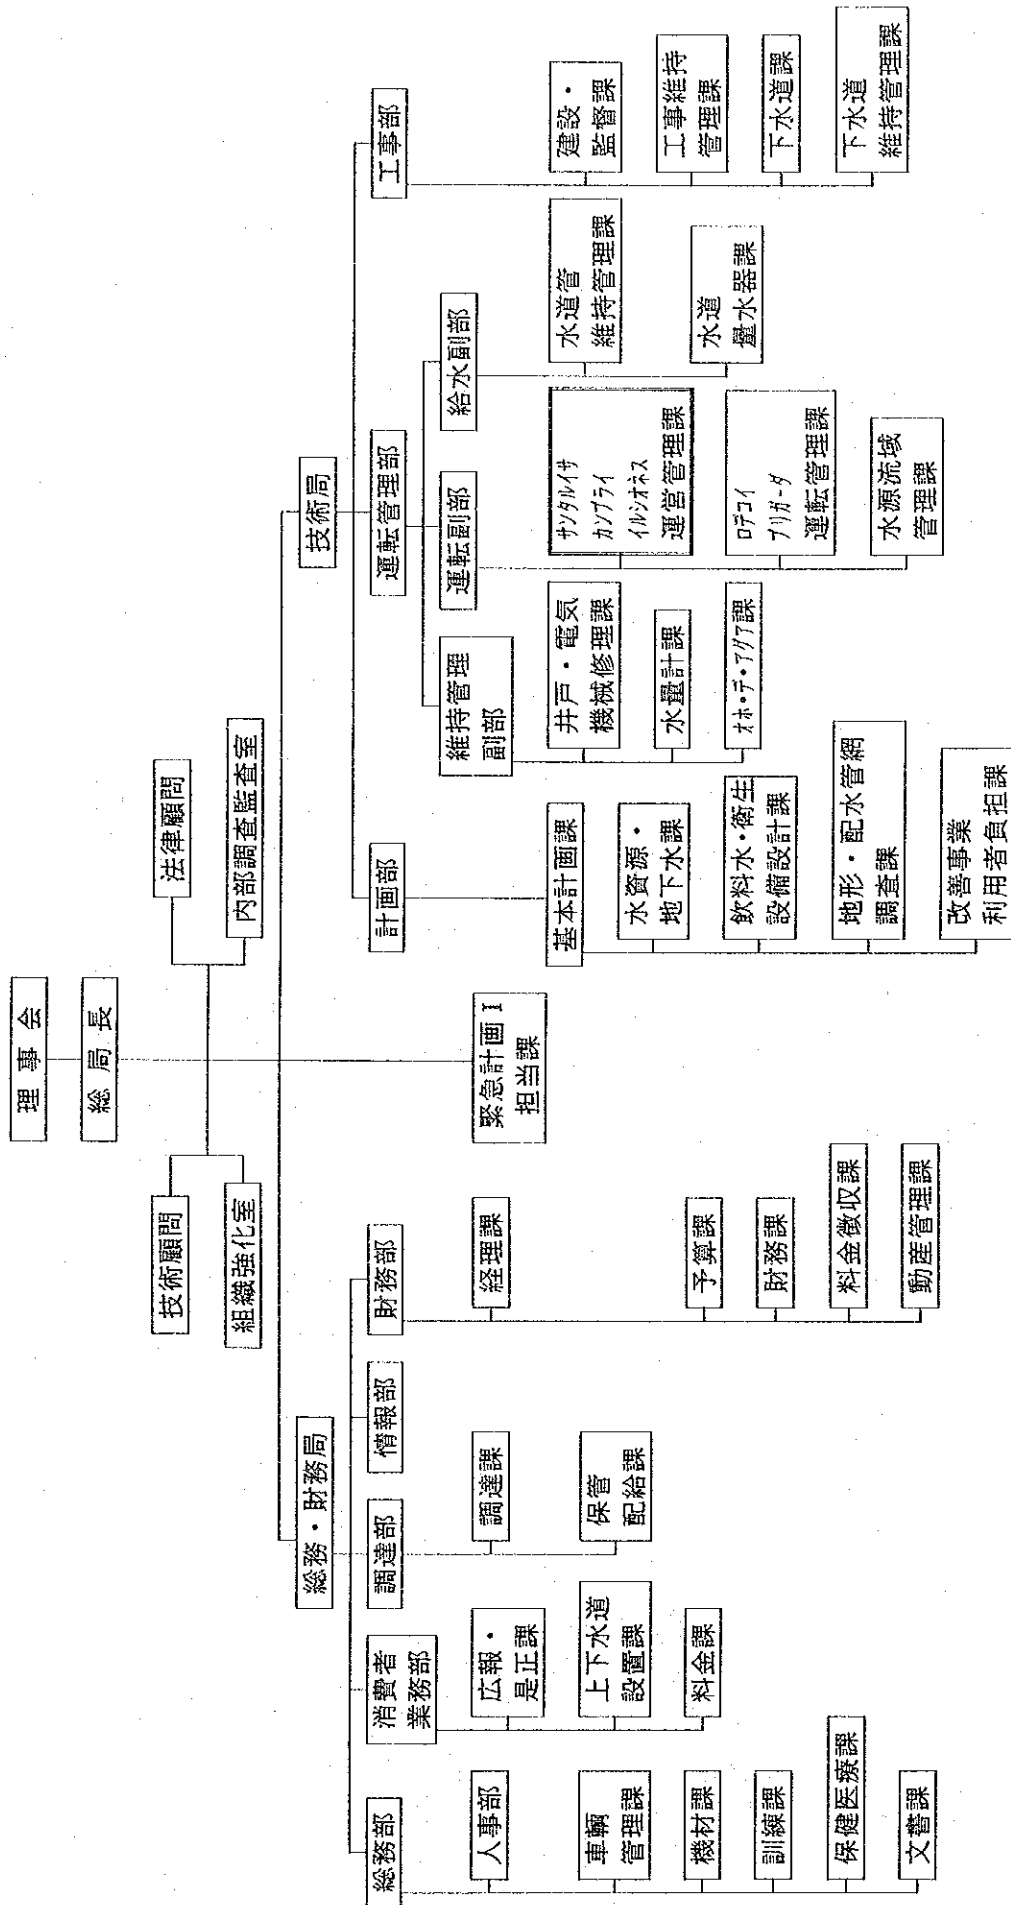 理事会
総局長
技術顧問
法律顧問
組織強化室
内部調査監査室
総務・財務局
技術局
総務部
消費者
業務部
調達部
情報部
財務部
計画部
運転管理部
工事部
維持管理
副部
運転副部
給水副部
緊急計画Ⅰ
担当課
人事部
車輌
管理課
機材課
訓練課
保健医療課
文書課
広報・
是正課
上下水道
設置課
料金課
調達課
保管
配給課
経理課
予算課
財務課
料金徴収課
動産管理課
基本計画課
水資源・
地下水課
飲料水・衛生
設備設計課
地形・配水管網
調査課
改善事業
利用者負担課
井戸・電気
機械修理課
水量計課
オホ・デ・アグア課
サンタルイサ
カンブライ
イルシオネス
運営管理課
ロデコイ
ブリガーダ
運転管理課
水源流域
管理課
水道管
維持管理課
水道
量水器課
建設・
監督課
工事維持
管理課
下水道課
下水道
維持管理課